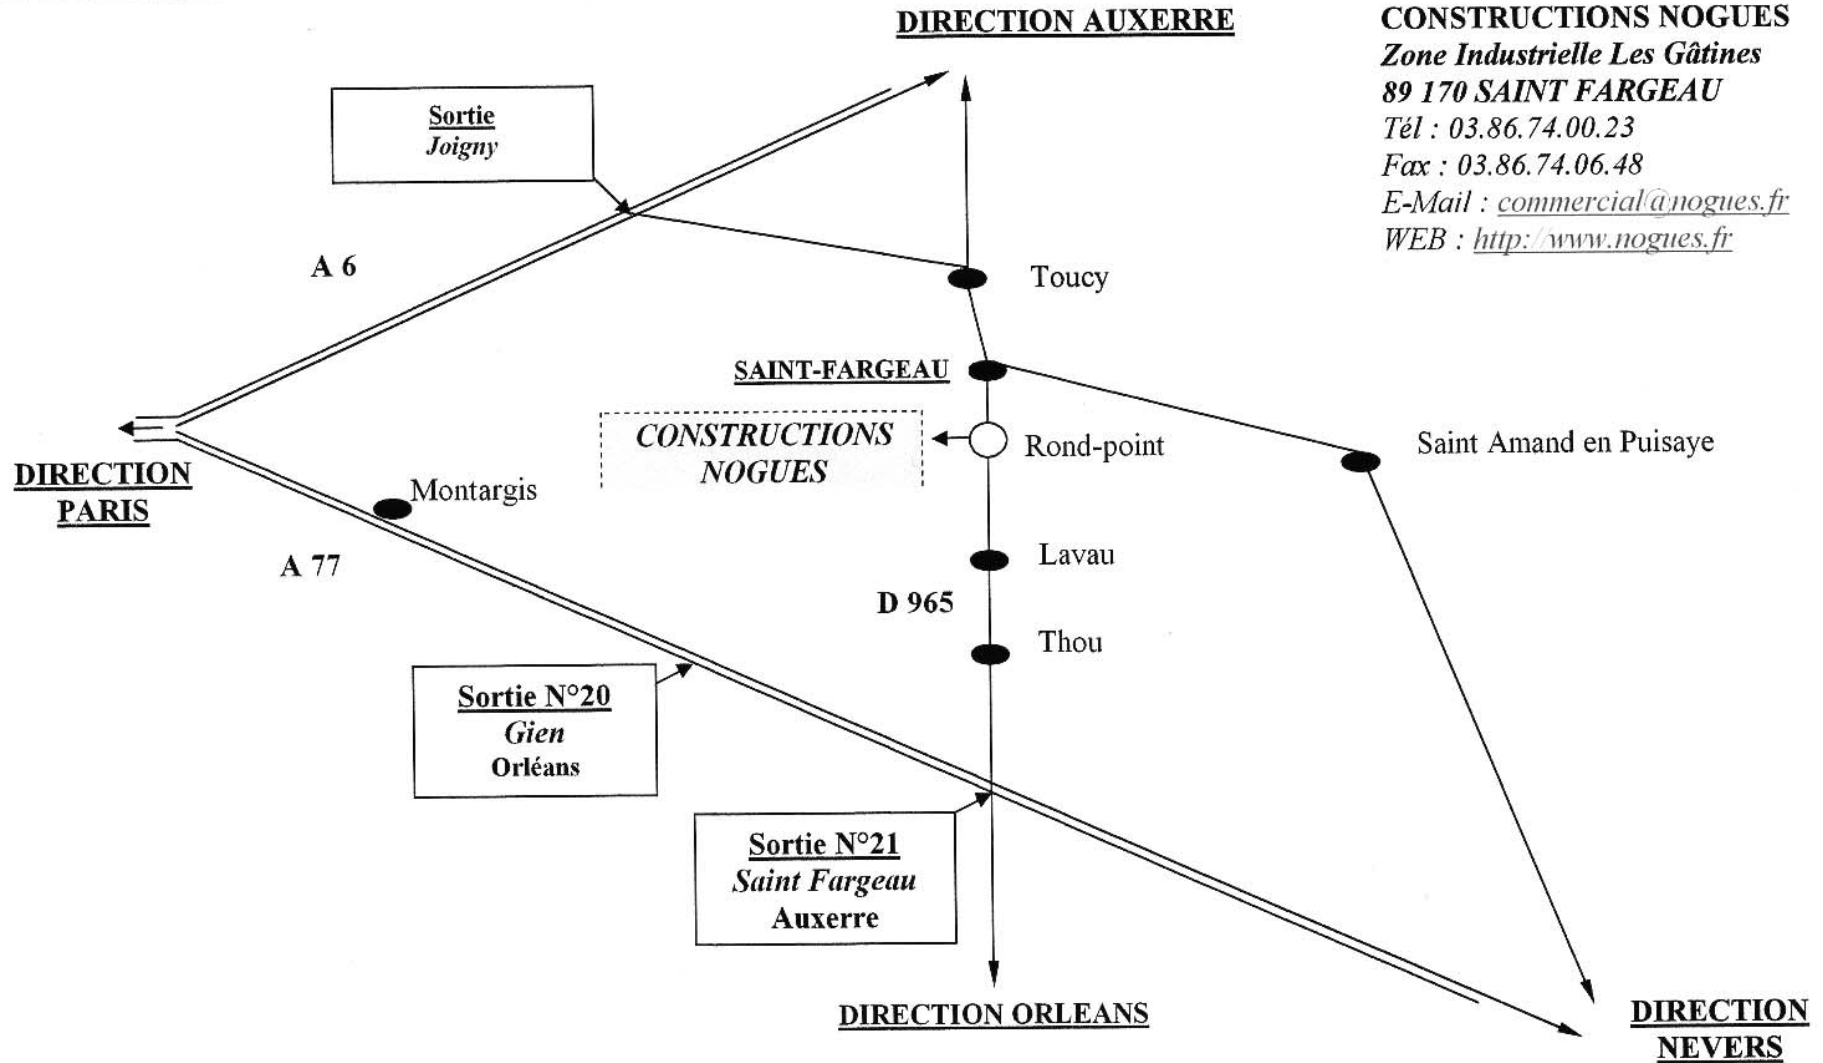 DIRECTION AUXERRE
CONSTRUCTIONS NOGUES
Zone Industrielle Les Gâtines
89 170 SAINT FARGEAU
Tél : 03.86.74.00.23
Fax : 03.86.74.06.48
E-Mail : commercial@nogues.fr
WEB : http://www.nogues.fr
Sortie
Joigny
A 6
Toucy
SAINT-FARGEAU
CONSTRUCTIONS
NOGUES
Rond-point
Saint Amand en Puisaye
DIRECTION
PARIS
Montargis
A 77
Lavau
D 965
Thou
Sortie N°20
Gien
Orléans
Sortie N°21
Saint Fargeau
Auxerre
DIRECTION ORLEANS
DIRECTION
NEVERS